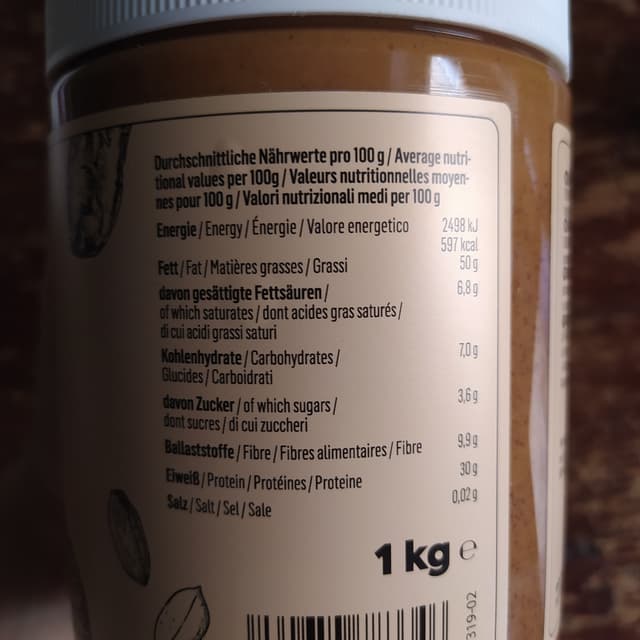 Durchschnittliche Nährwerte pro 100 g / Average nutri-
tional values per 100g / Valeurs nutritionnelles moyen-
nes pour 100 g / Valori nutrizionali medi per 100 g
Energie / Energy / Énergie / Valore energetico 2498 kJ
597 kcal
Fett / Fat / Matières grasses / Grassi 50 g
davon gesättigte Fettsäuren / 6,8 g
of which saturates / dont acides gras saturés /
di cui acidi grassi saturi
Kohlenhydrate / Carbohydrates / 7,0 g
Glucides / Carboidrati
davon Zucker / of which sugars / 3,6 g
dont sucres / di cui zuccheri
Ballaststoffe / Fibre / Fibres alimentaires / Fibre 9,9 g
Eiweiß / Protein / Protéines / Proteine 30 g
Salz / Salt / Sel / Sale 0,02 g
1 kg e
319-02